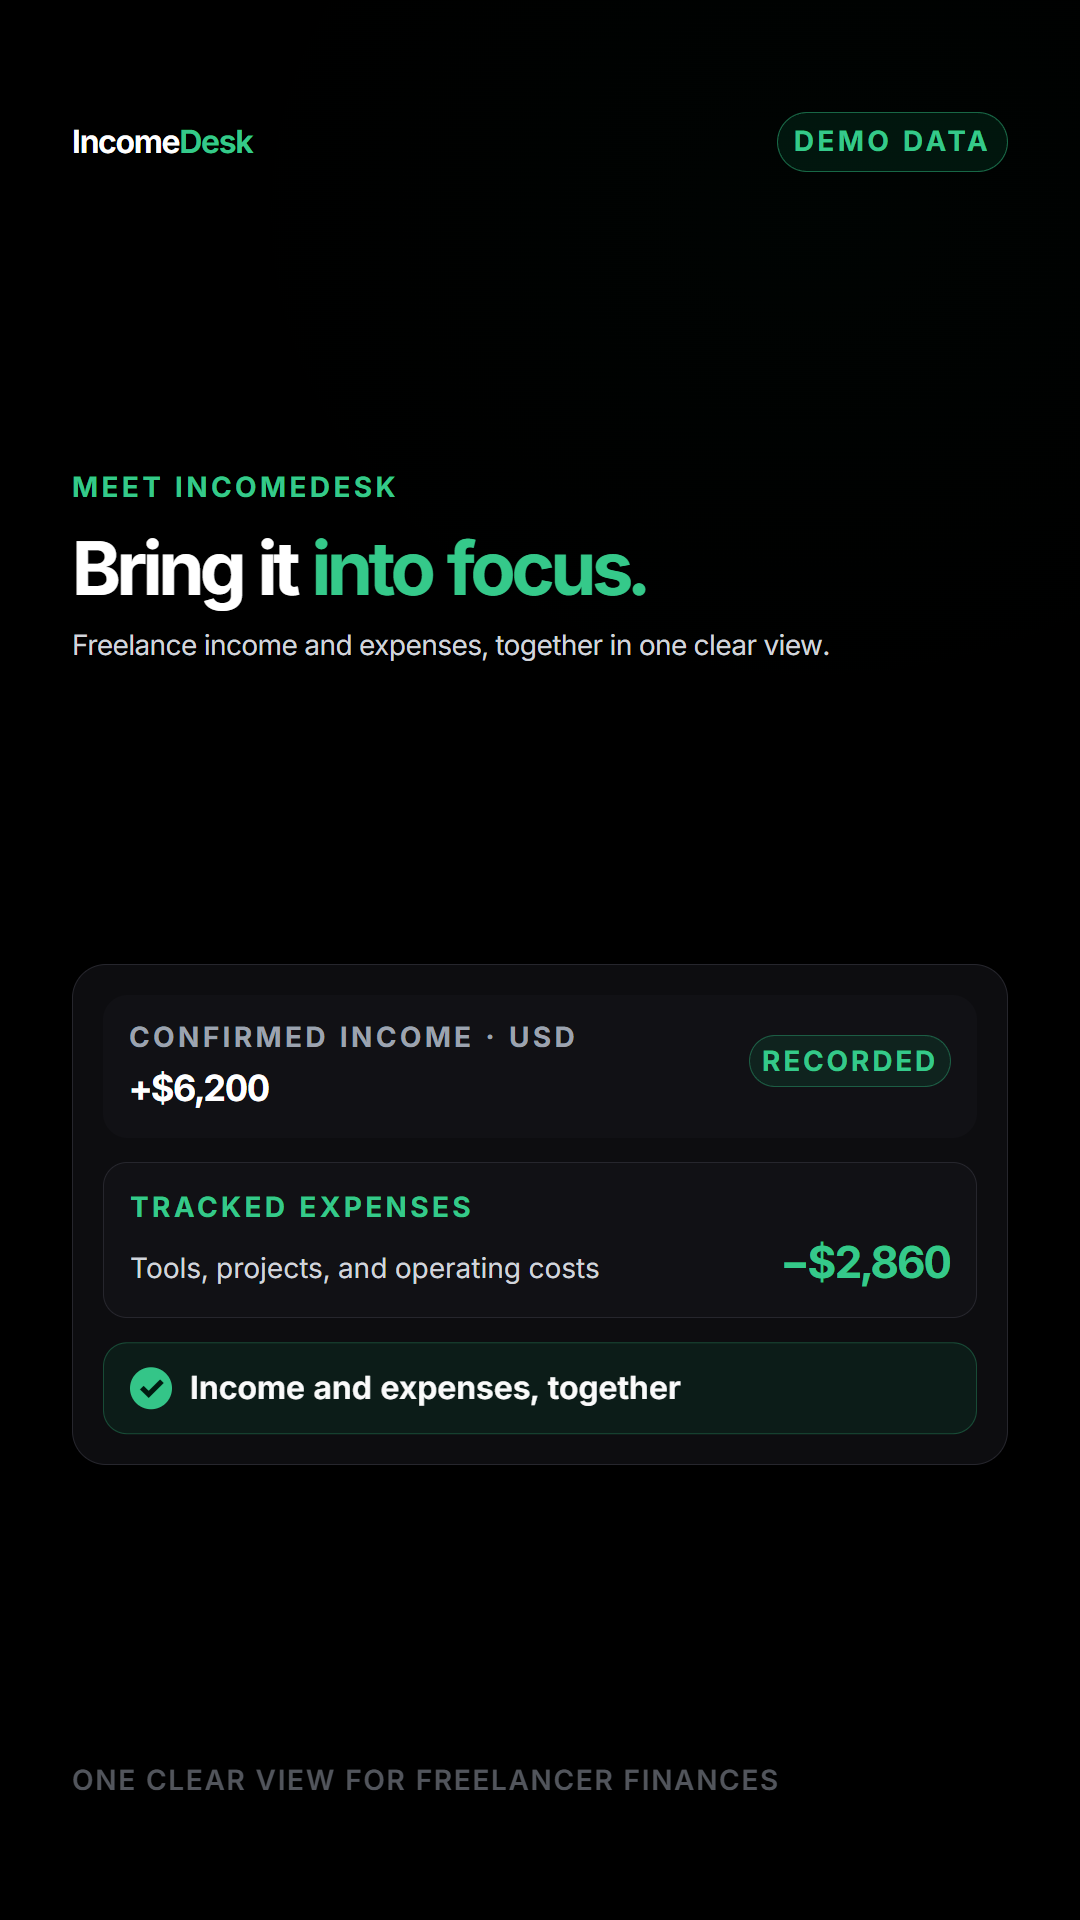 IncomeDesk
DEMO DATA
MEET INCOMEDESK
Bring it into focus.
Freelance income and expenses, together in one clear view.
CONFIRMED INCOME · USD
+$6,200
RECORDED
TRACKED EXPENSES
Tools, projects, and operating costs
−$2,860
Income and expenses, together
ONE CLEAR VIEW FOR FREELANCER FINANCES